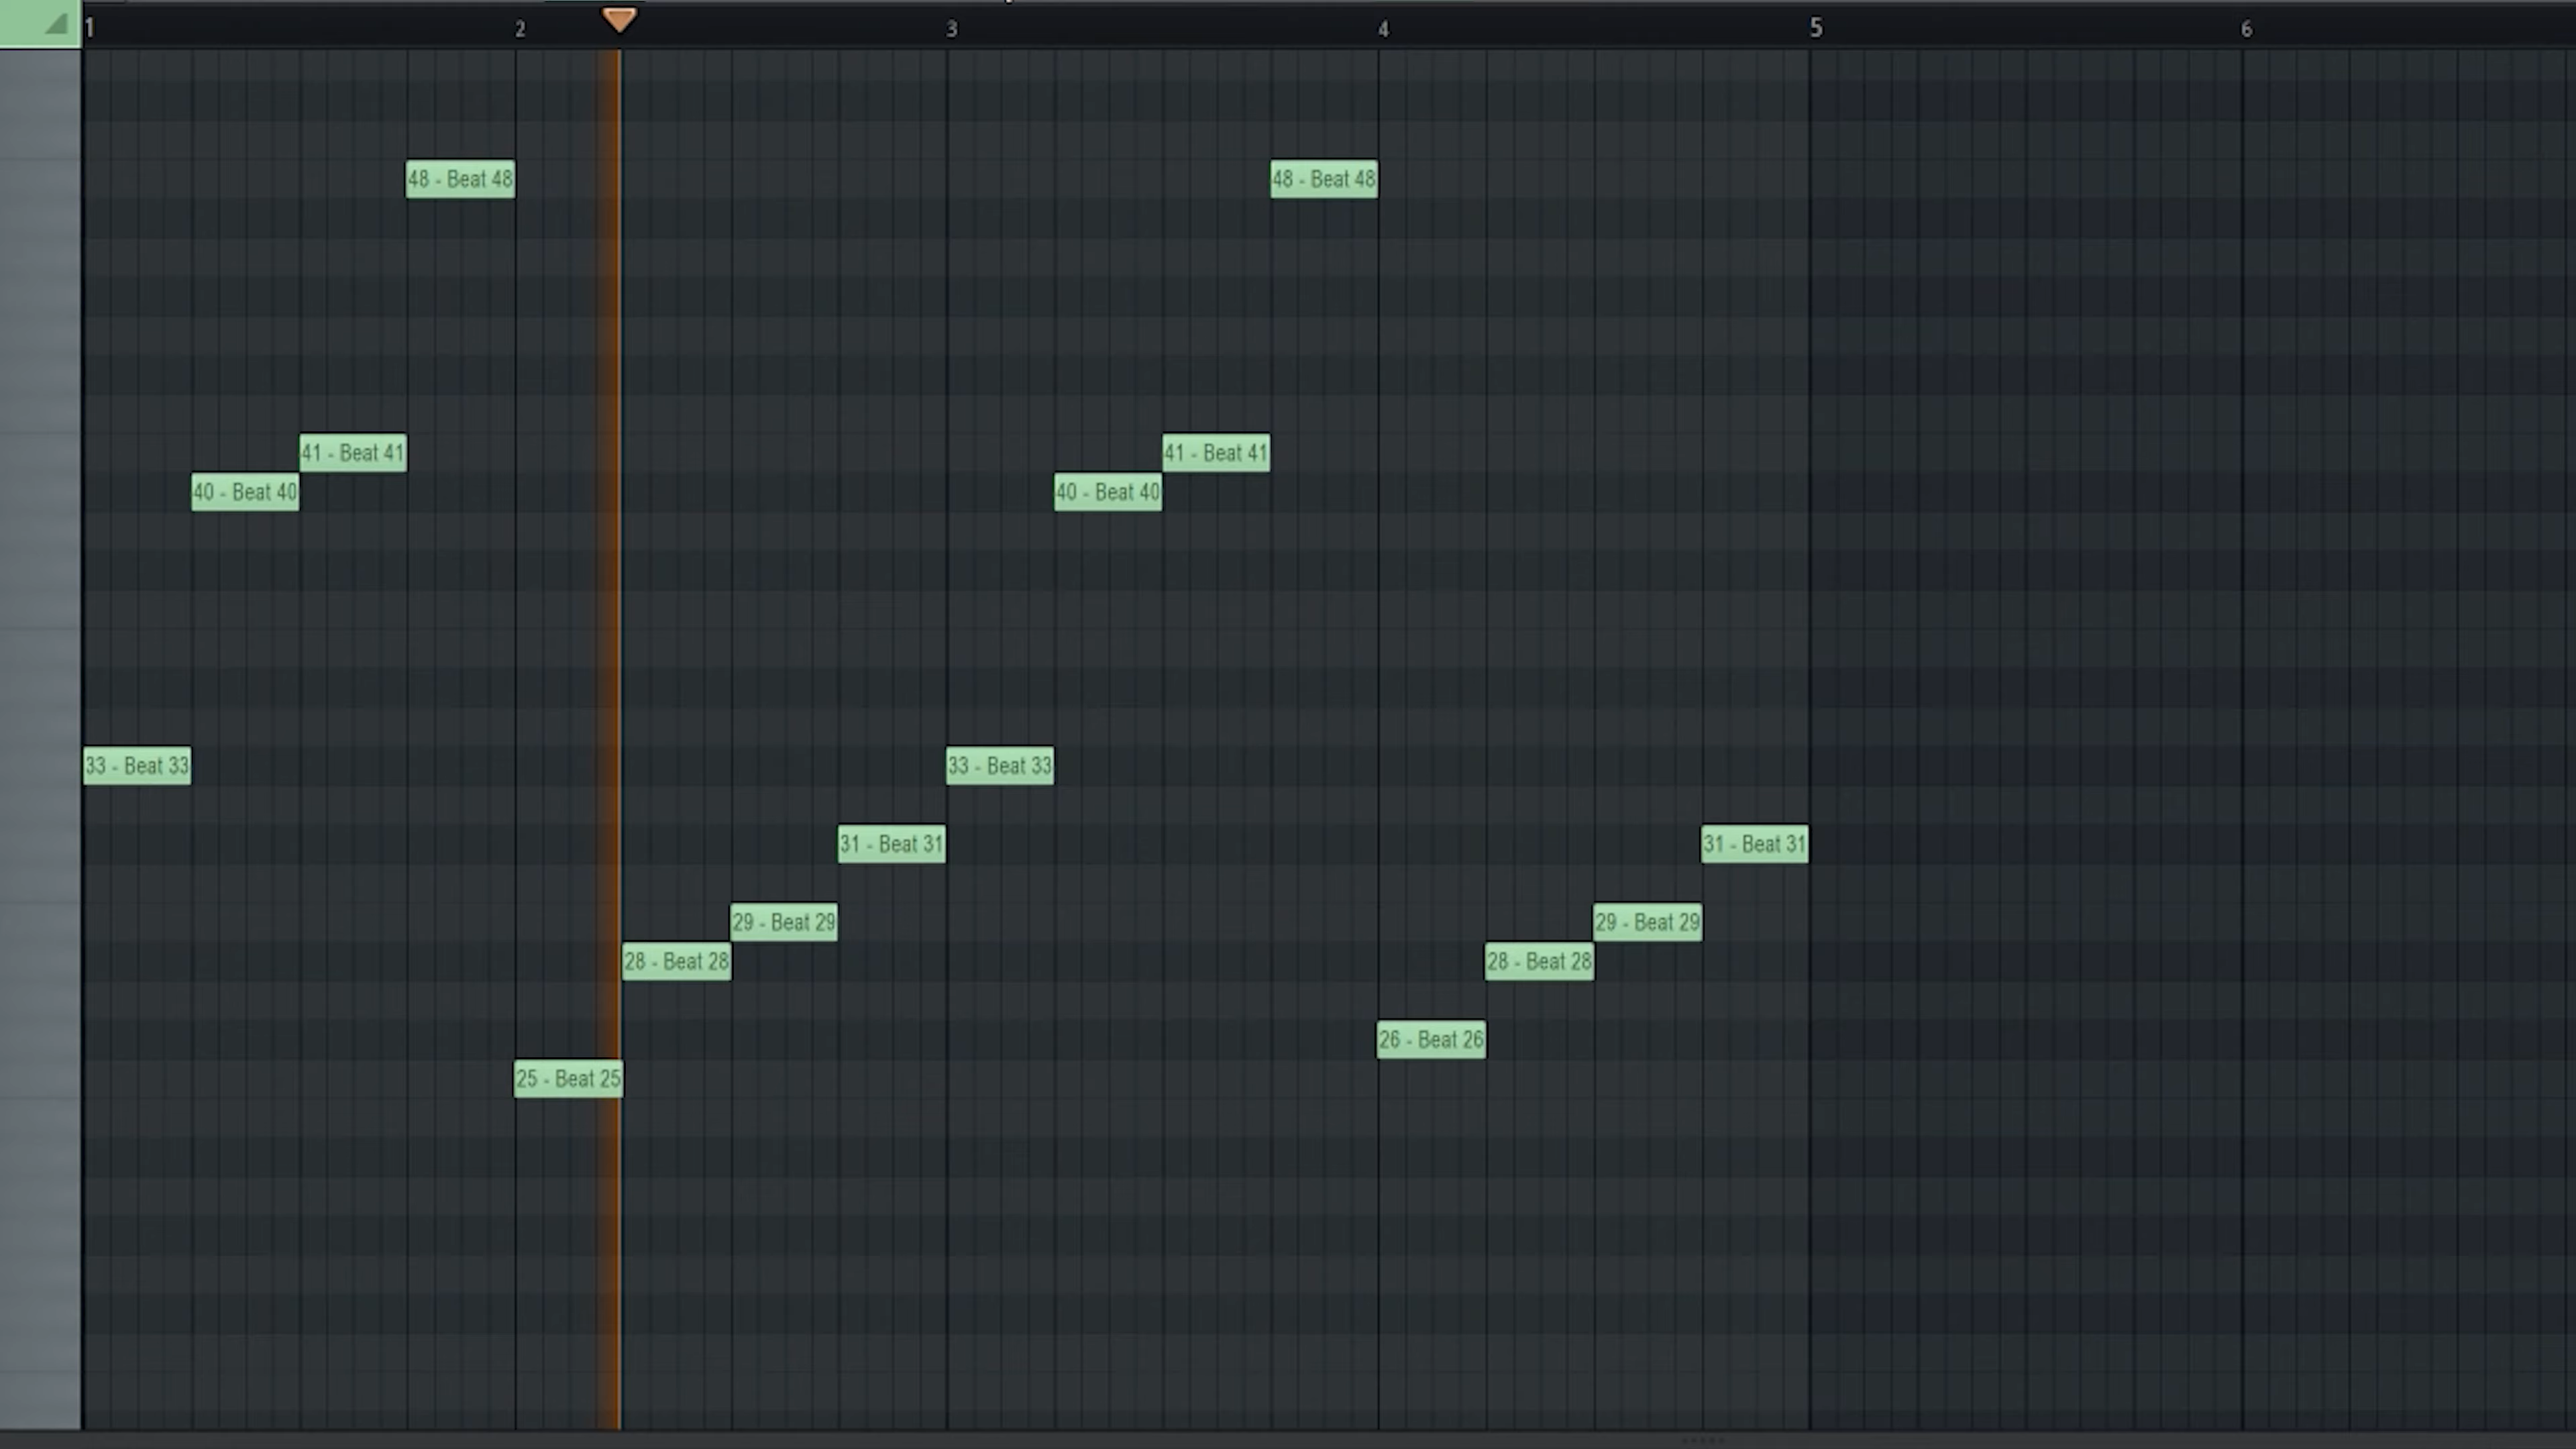 1 2 3 4 5 6
48 - Beat 48 48 - Beat 48
41 - Beat 41 41 - Beat 41
40 - Beat 40 40 - Beat 40
33 - Beat 33 33 - Beat 33
31 - Beat 31 31 - Beat 31
29 - Beat 29 29 - Beat 29
28 - Beat 28 28 - Beat 28
26 - Beat 26
25 - Beat 25